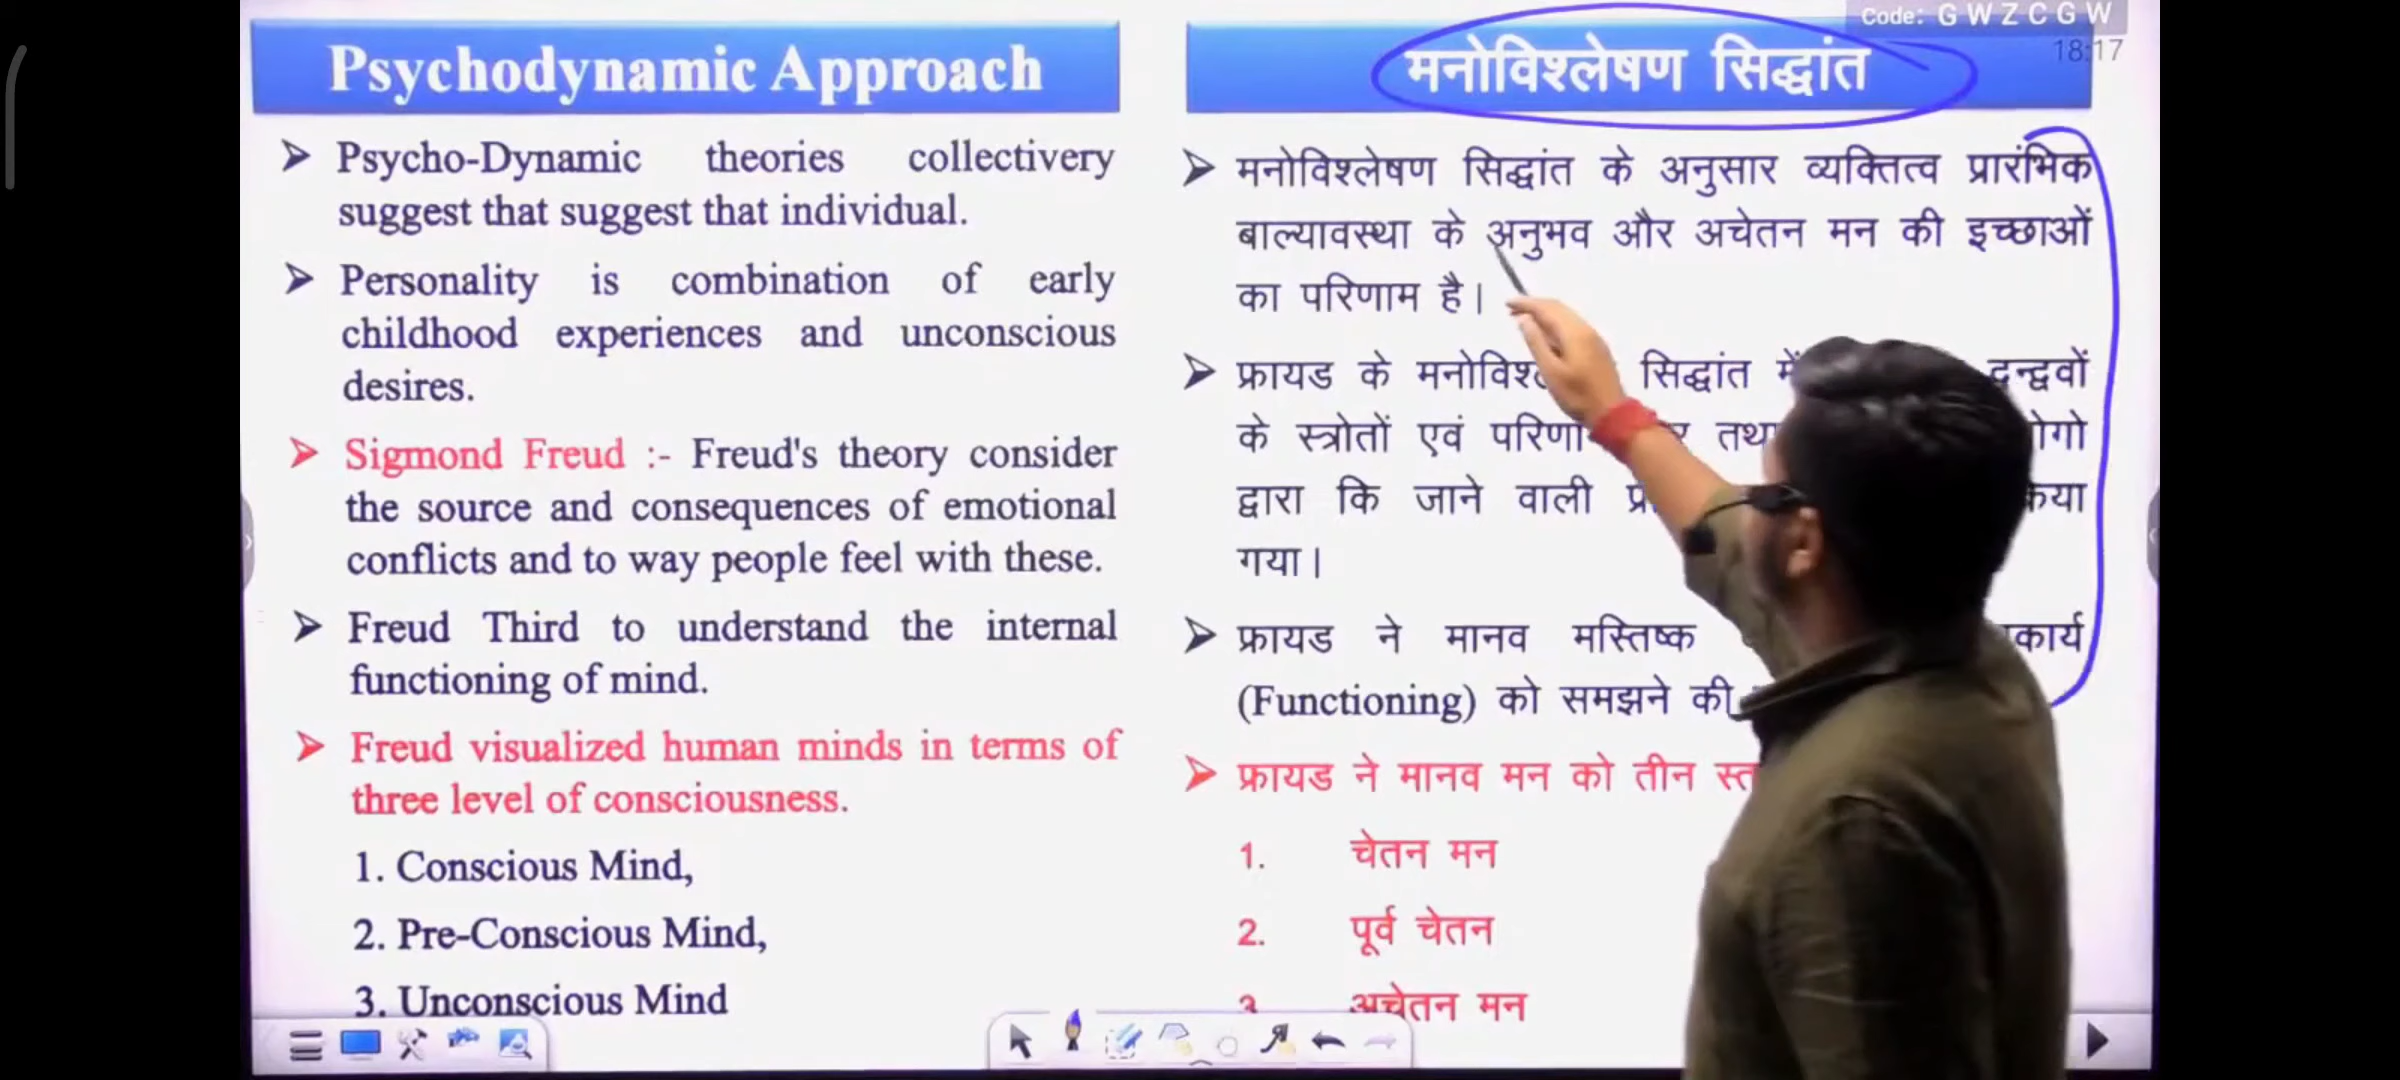 Code: G W Z C G W
18:17
Psychodynamic Approach
Psycho-Dynamic theories collectivery
suggest that suggest that individual.
Personality is combination of early
childhood experiences and unconscious
desires.
Sigmond Freud :- Freud's theory consider
the source and consequences of emotional
conflicts and to way people feel with these.
Freud Third to understand the internal
functioning of mind.
Freud visualized human minds in terms of
three level of consciousness.
1. Conscious Mind,
2. Pre-Conscious Mind,
3. Unconscious Mind
मनोविश्लेषण सिद्धांत
मनोविश्लेषण सिद्धांत के अनुसार व्यक्तित्व प्रारंभिक
बाल्यावस्था के अनुभव और अचेतन मन की इच्छाओं
का परिणाम है।
फ्रायड के सिद्धांत में द्वन्द्वों
के स्त्रोतों एवं
द्वारा कि जाने वाली
गया।
फ्रायड ने मानव मस्तिष्क
(Functioning) को समझने की
फ्रायड ने मानव मन को तीन
1. चेतन मन
2. पूर्व चेतन
3. अचेतन मन